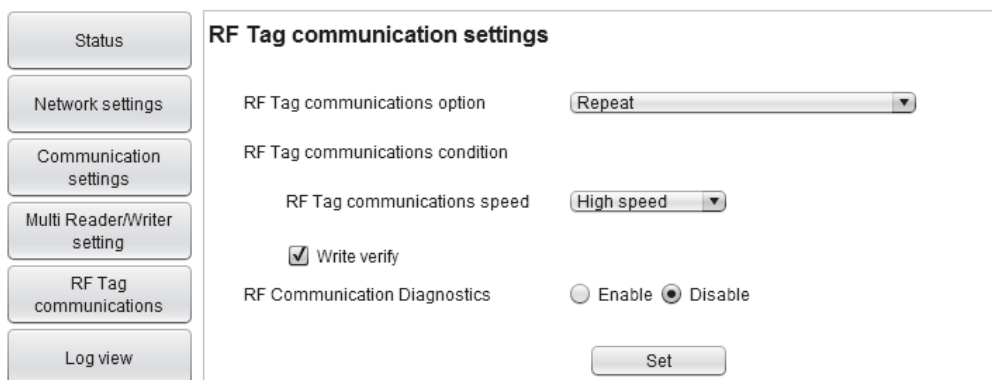 Status
Network settings
Communication
settings
Multi Reader/Writer
setting
RF Tag
communications
Log view
RF Tag communication settings
RF Tag communications option
Repeat
RF Tag communications condition
RF Tag communications speed
High speed
Write verify
RF Communication Diagnostics
Enable
Disable
Set